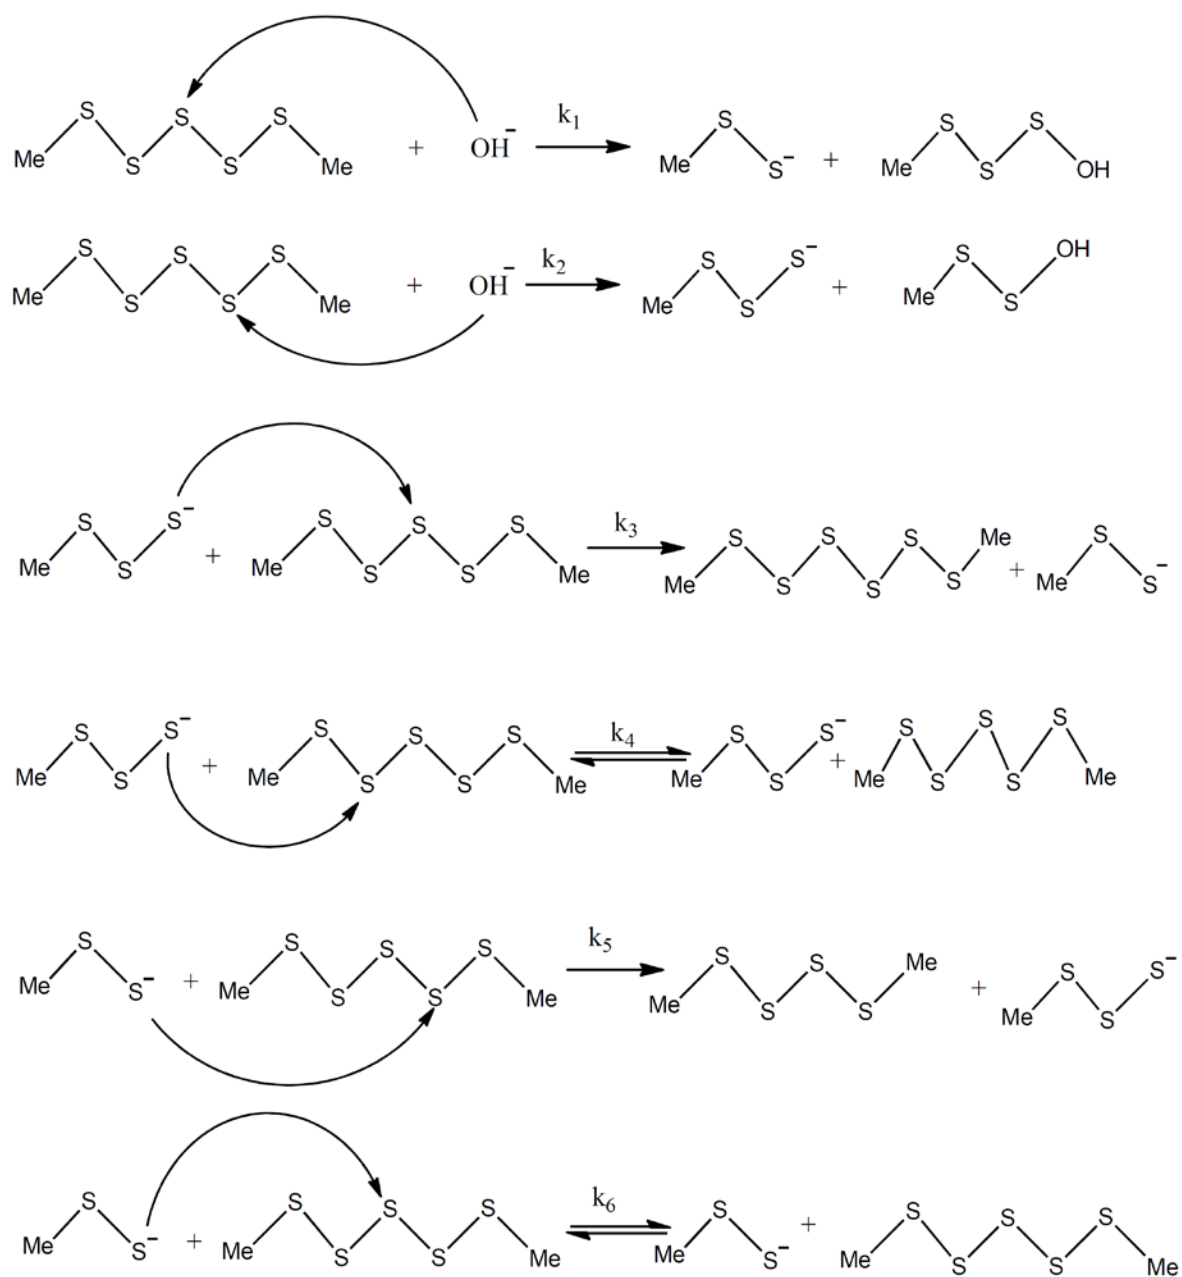 S S S k₁ S S S
Me S S Me + OH⁻ Me S⁻ + Me S OH
S S S k₂ S S⁻ S OH
Me S S Me + OH⁻ Me S + Me S
S S⁻ S S S k₃ S S S Me S
Me S + Me S S Me Me S S S + Me S⁻
S S⁻ S S S k₄ S S⁻ S S S
Me S + Me S S Me Me S + Me S S Me
S S S S k₅ S S Me S S⁻
Me S⁻ + Me S S Me Me S S + Me S
S S S S k₆ S + S S S
Me S⁻ + Me S S Me Me S⁻ Me S S Me